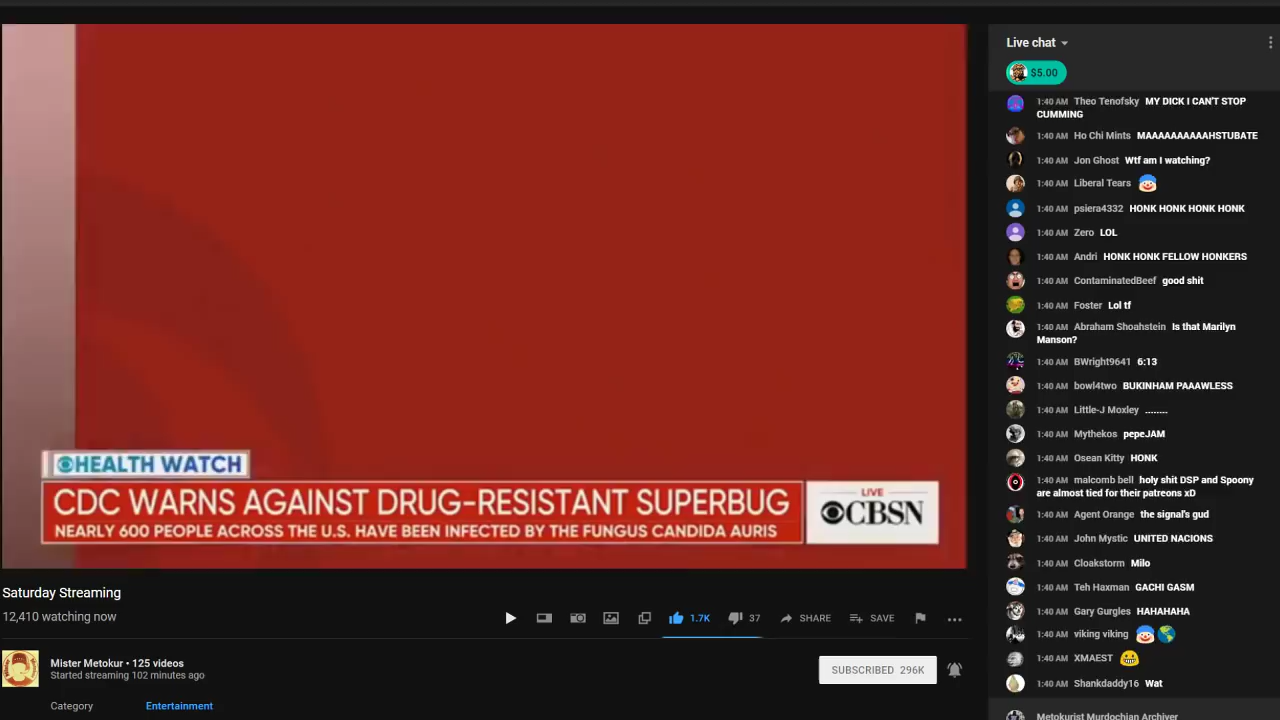 Live chat
$5.00
1:40 AM Theo Tenofsky MY DICK I CAN'T STOP
CUMMING
1:40 AM Ho Chi Mints MAAAAAAAAAAHSTUBATE
1:40 AM Jon Ghost Wtf am I watching?
1:40 AM Liberal Tears
1:40 AM psiera4332 HONK HONK HONK HONK
1:40 AM Zero LOL
1:40 AM Andri HONK HONK FELLOW HONKERS
1:40 AM ContaminatedBeef good shit
1:40 AM Foster Lol tf
1:40 AM Abraham Shoahstein Is that Marilyn
Manson?
1:40 AM BWright9641 6:13
1:40 AM bowl4two BUKINHAM PAAAWLESS
1:40 AM Little-J Moxley ........
1:40 AM Mythekos pepeJAM
1:40 AM Osean Kitty HONK
1:40 AM malcomb bell holy shit DSP and Spoony
are almost tied for their patreons xD
1:40 AM Agent Orange the signal's gud
1:40 AM John Mystic UNITED NACIONS
1:40 AM Cloakstorm Milo
1:40 AM Teh Haxman GACHI GASM
1:40 AM Gary Gurgles HAHAHAHA
1:40 AM viking viking
1:40 AM XMAEST
1:40 AM Shankdaddy16 Wat
Metokurist Murdochian Archiver
HEALTH WATCH
CDC WARNS AGAINST DRUG-RESISTANT SUPERBUG
NEARLY 600 PEOPLE ACROSS THE U.S. HAVE BEEN INFECTED BY THE FUNGUS CANDIDA AURIS
LIVE
CBSN
Saturday Streaming
12,410 watching now
1.7K
37
SHARE
SAVE
Mister Metokur • 125 videos
Started streaming 102 minutes ago
SUBSCRIBED 296K
Category Entertainment